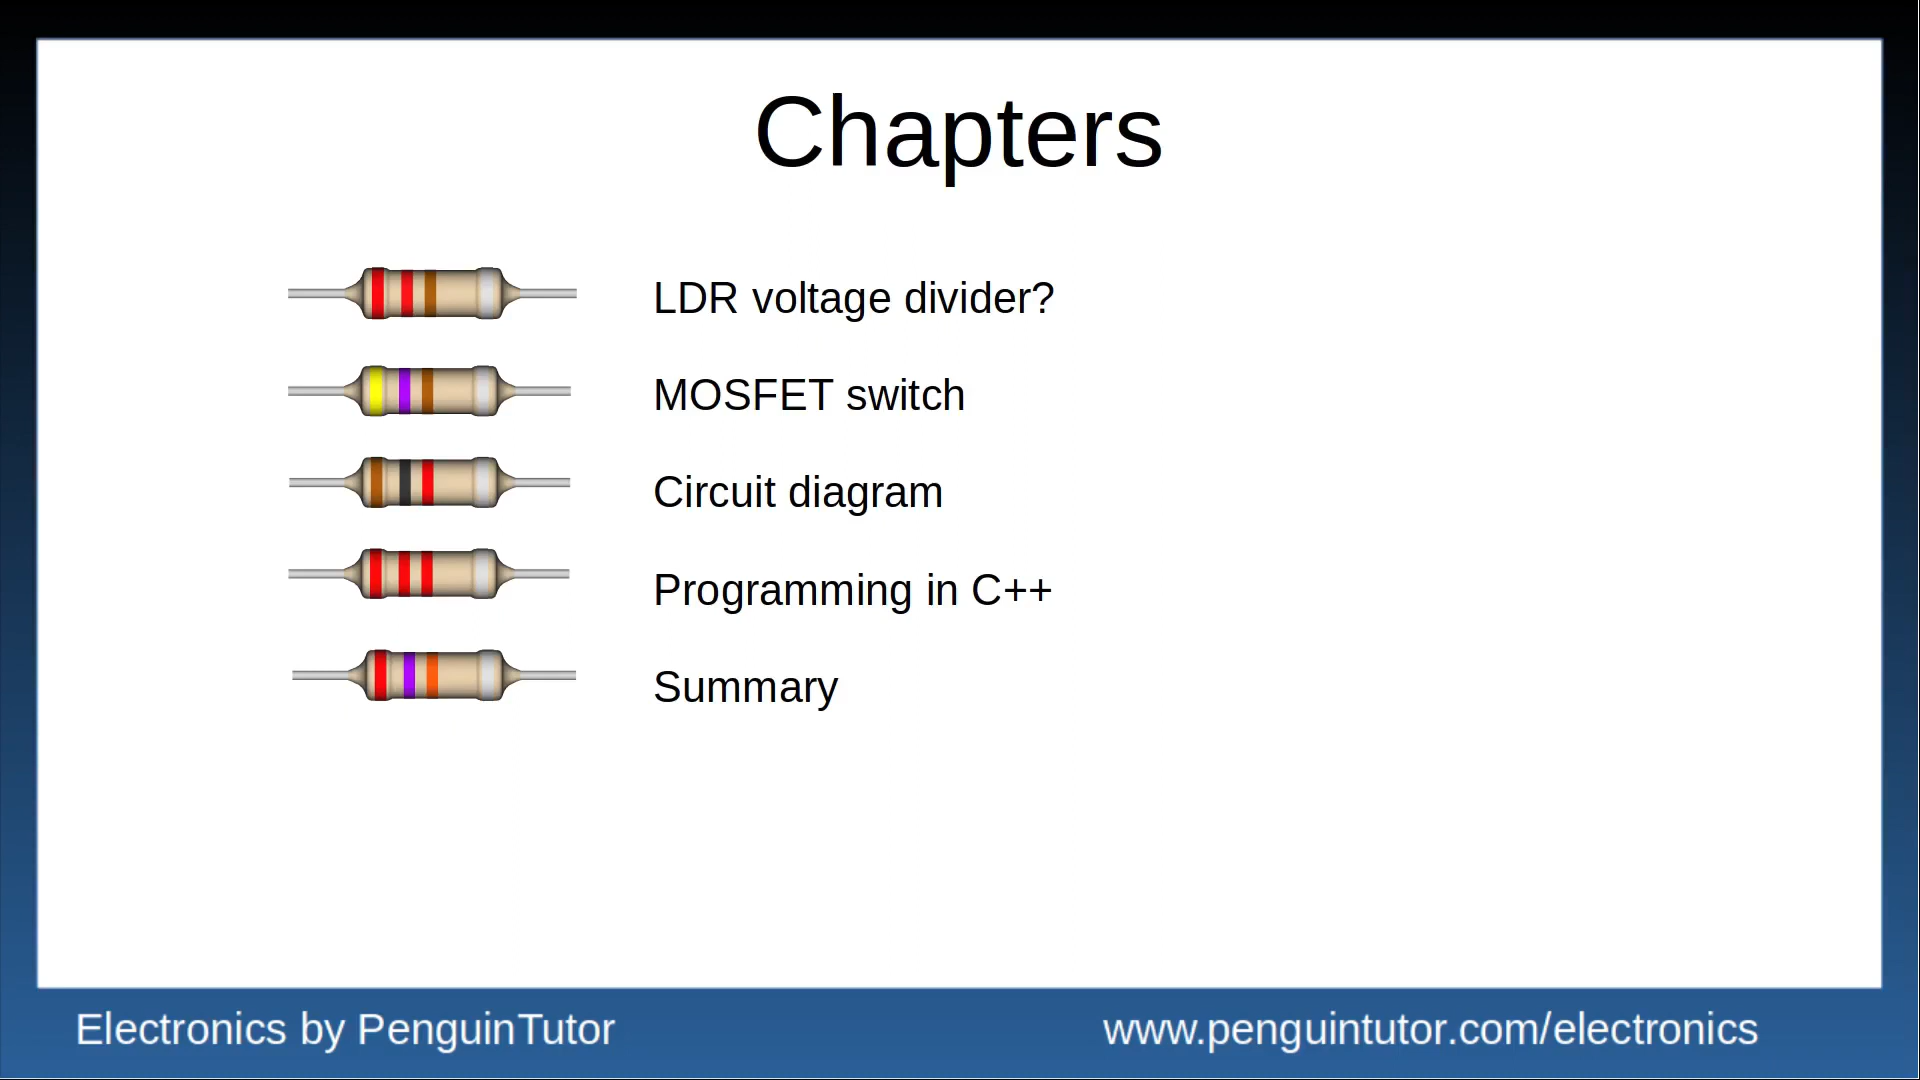 Chapters
LDR voltage divider?
MOSFET switch
Circuit diagram
Programming in C++
Summary
Electronics by PenguinTutor
www.penguintutor.com/electronics